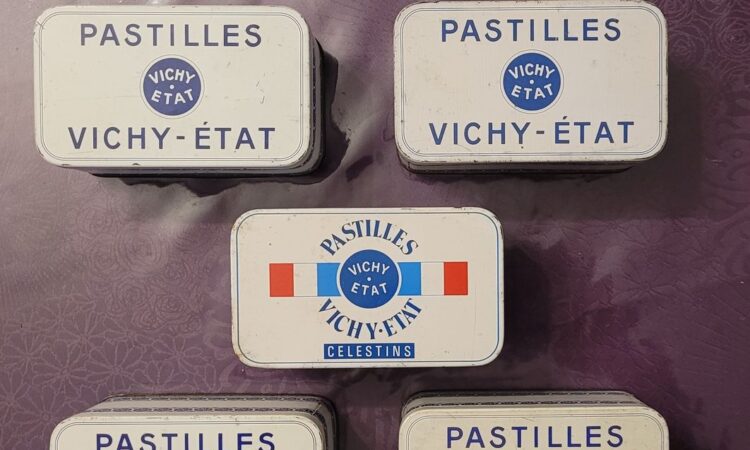 PASTILLES
VICHY
ETAT
VICHY-ÉTAT
PASTILLES
VICHY
ETAT
VICHY-ÉTAT
PASTILLES
VICHY
ETAT
VICHY·ETAT
CELESTINS
PASTILLES
PASTILLES